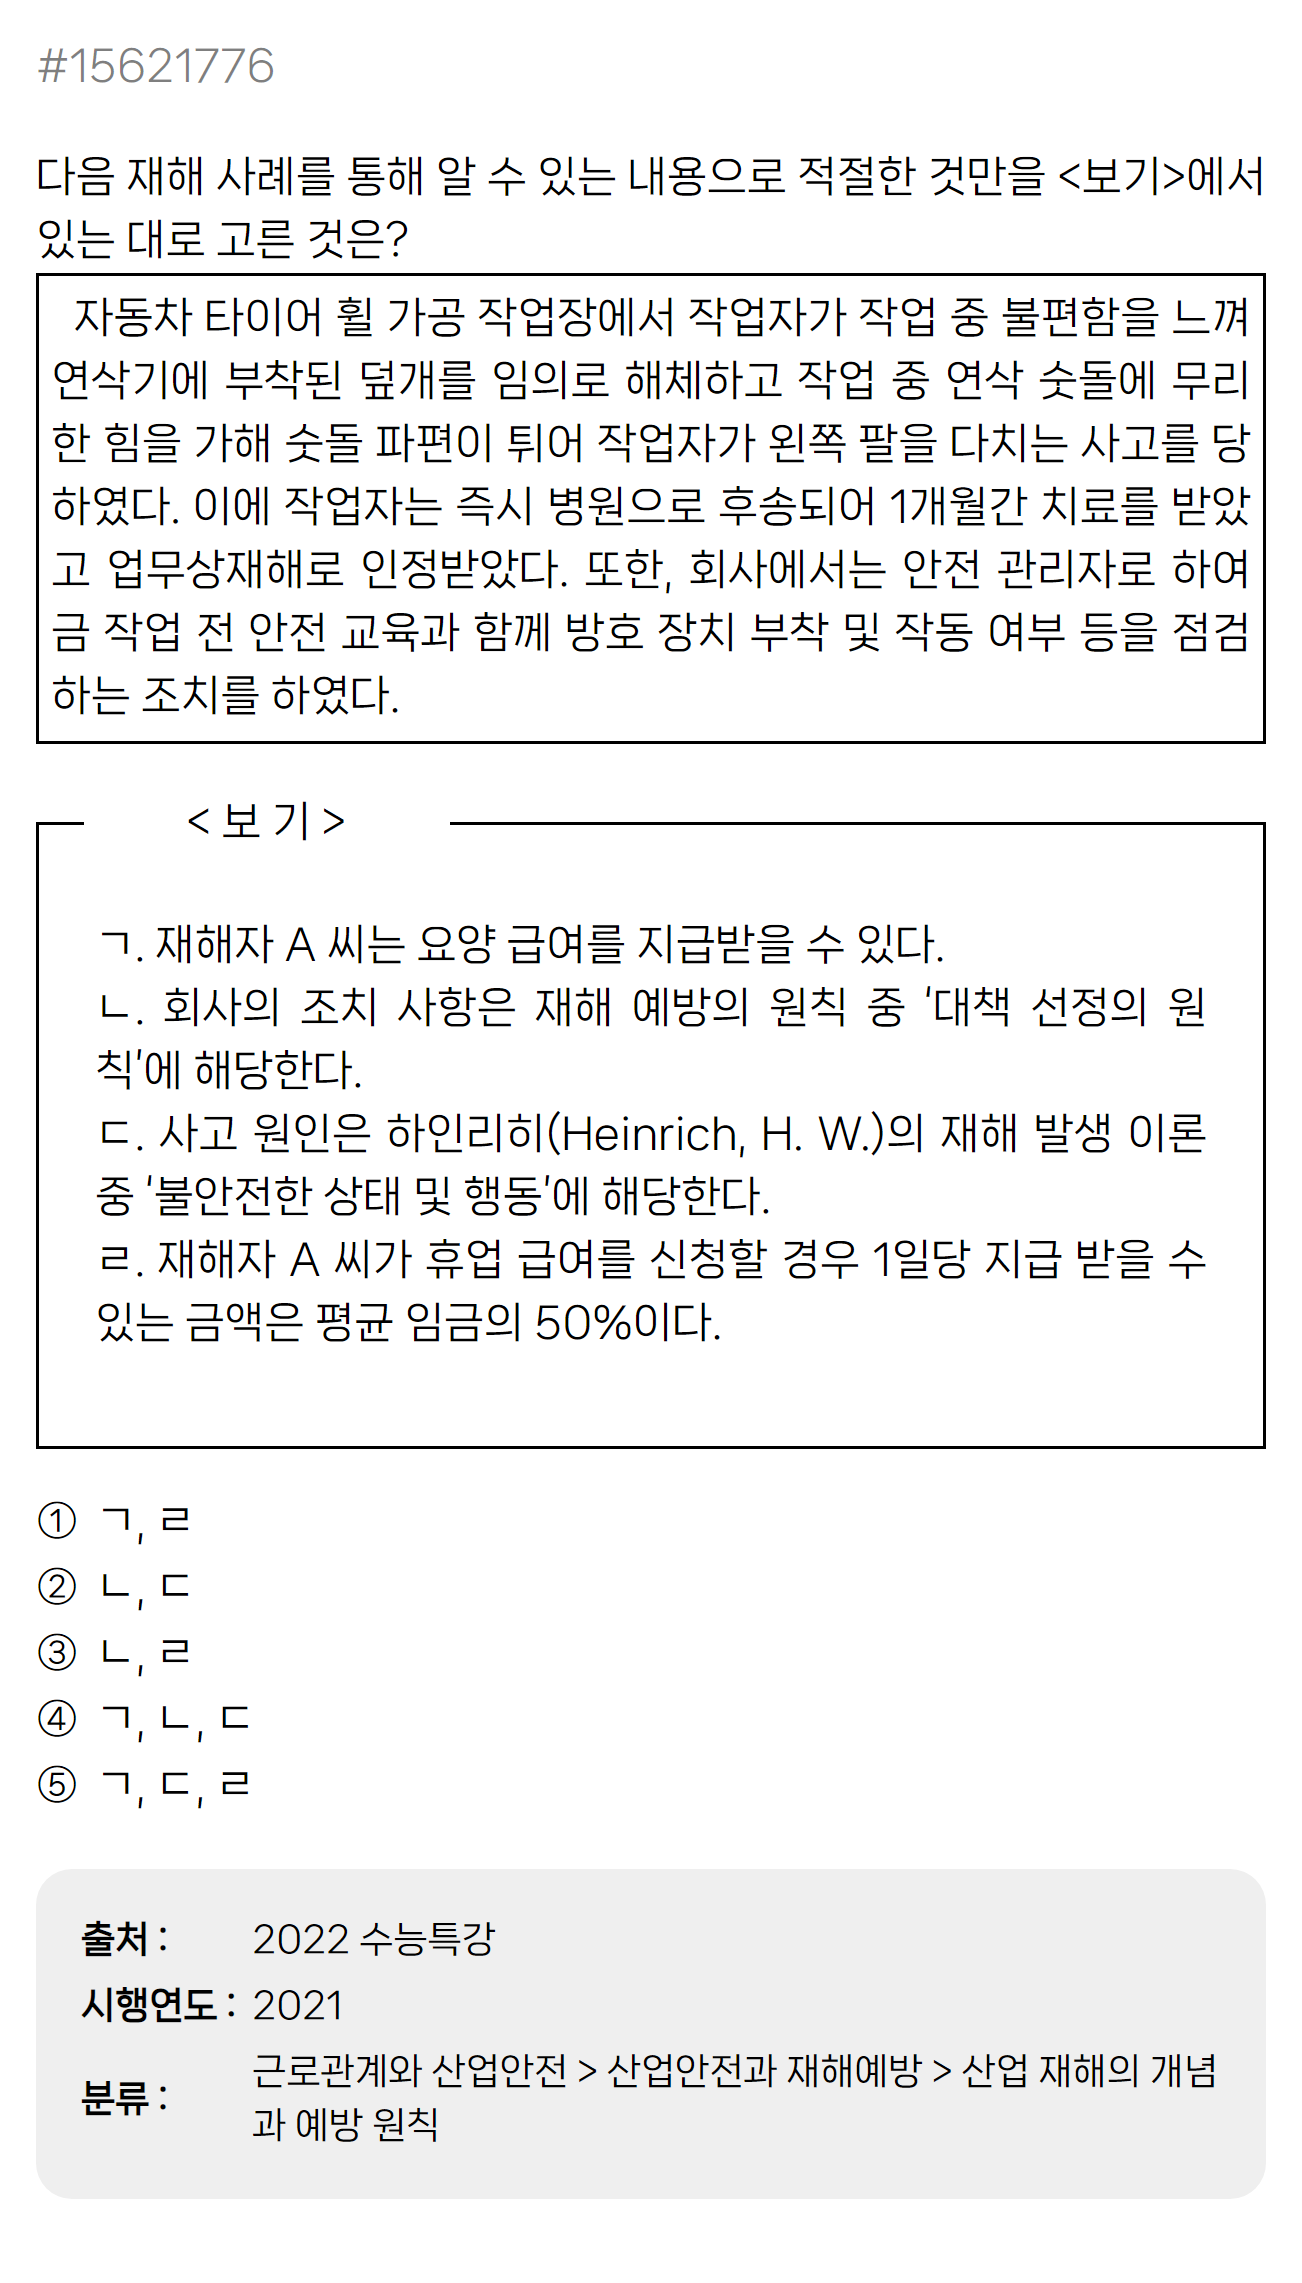 #15621776
다음 재해 사례를 통해 알 수 있는 내용으로 적절한 것만을 <보기>에서
있는 대로 고른 것은?
자동차 타이어 휠 가공 작업장에서 작업자가 작업 중 불편함을 느껴
연삭기에 부착된 덮개를 임의로 해체하고 작업 중 연삭 숫돌에 무리
한 힘을 가해 숫돌 파편이 튀어 작업자가 왼쪽 팔을 다치는 사고를 당
하였다. 이에 작업자는 즉시 병원으로 후송되어 1개월간 치료를 받았
고 업무상재해로 인정받았다. 또한, 회사에서는 안전 관리자로 하여
금 작업 전 안전 교육과 함께 방호 장치 부착 및 작동 여부 등을 점검
하는 조치를 하였다.
< 보 기 >
ㄱ. 재해자 A 씨는 요양 급여를 지급받을 수 있다.
ㄴ. 회사의 조치 사항은 재해 예방의 원칙 중 ‘대책 선정의 원
칙’에 해당한다.
ㄷ. 사고 원인은 하인리히(Heinrich, H. W.)의 재해 발생 이론
중 ‘불안전한 상태 및 행동’에 해당한다.
ㄹ. 재해자 A 씨가 휴업 급여를 신청할 경우 1일당 지급 받을 수
있는 금액은 평균 임금의 50%이다.
① ㄱ, ㄹ
② ㄴ, ㄷ
③ ㄴ, ㄹ
④ ㄱ, ㄴ, ㄷ
⑤ ㄱ, ㄷ, ㄹ
출처 : 2022 수능특강
시행연도 : 2021
분류 : 근로관계와 산업안전 > 산업안전과 재해예방 > 산업 재해의 개념
과 예방 원칙